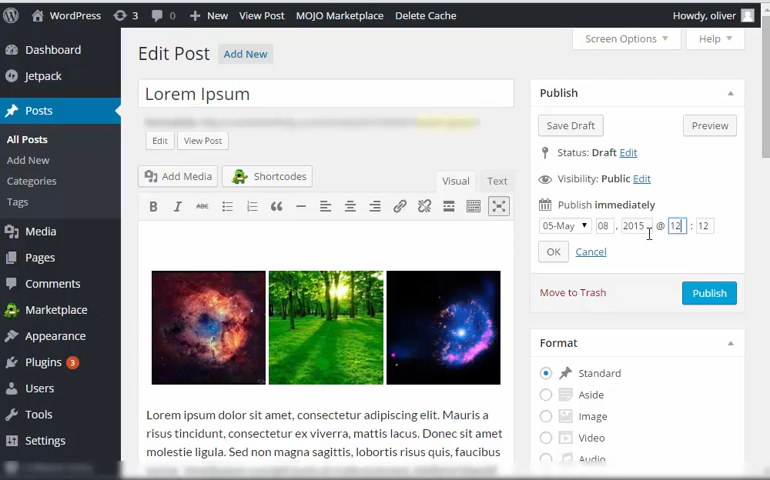 WordPress 3 0 New View Post MOJO Marketplace Delete Cache Howdy, oliver
Screen Options Help
Dashboard
Jetpack
Posts
All Posts
Add New
Categories
Tags
Media
Pages
Comments
Marketplace
Appearance
Plugins 3
Users
Tools
Settings
Edit Post Add New
Lorem Ipsum
Edit View Post
Add Media Shortcodes
Visual Text
B I ABC
Lorem ipsum dolor sit amet, consectetur adipiscing elit. Mauris a
risus tincidunt, consectetur ex viverra, mattis lacus. Donec sit amet
molestie ligula. Sed non magna sagittis, lobortis risus quis, faucibus
Publish
Save Draft Preview
Status: Draft Edit
Visibility: Public Edit
Publish immediately
05-May 08 , 2015 @ 12 : 12
OK Cancel
Move to Trash Publish
Format
Standard
Aside
Image
Video
Audio